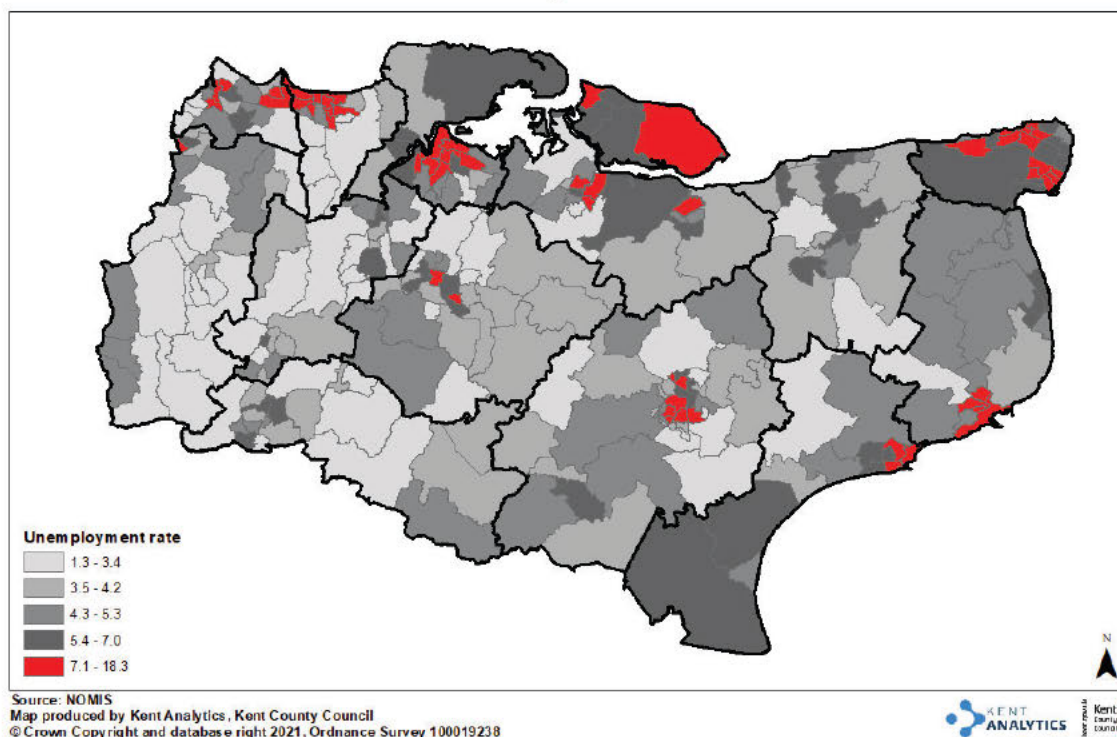 Unemployment rate
1.3 - 3.4
3.5 - 4.2
4.3 - 5.3
5.4 - 7.0
7.1 - 18.3
N
Source: NOMIS
Map produced by Kent Analytics, Kent County Council
© Crown Copyright and database right 2021. Ordnance Survey 100019238
KENT
ANALYTICS
Kent
County
Council